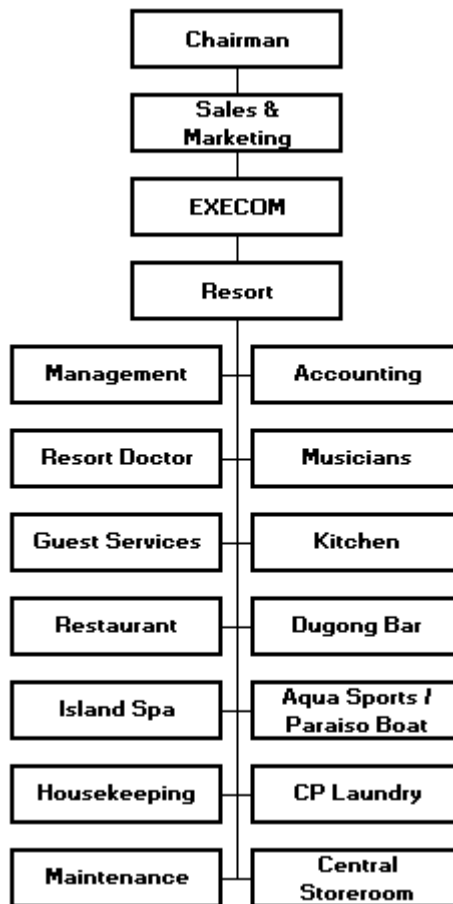 Chairman
Sales &
Marketing
EXECOM
Resort
Management
Accounting
Resort Doctor
Musicians
Guest Services
Kitchen
Restaurant
Dugong Bar
Island Spa
Aqua Sports /
Paraiso Boat
Housekeeping
CP Laundry
Maintenance
Central
Storeroom